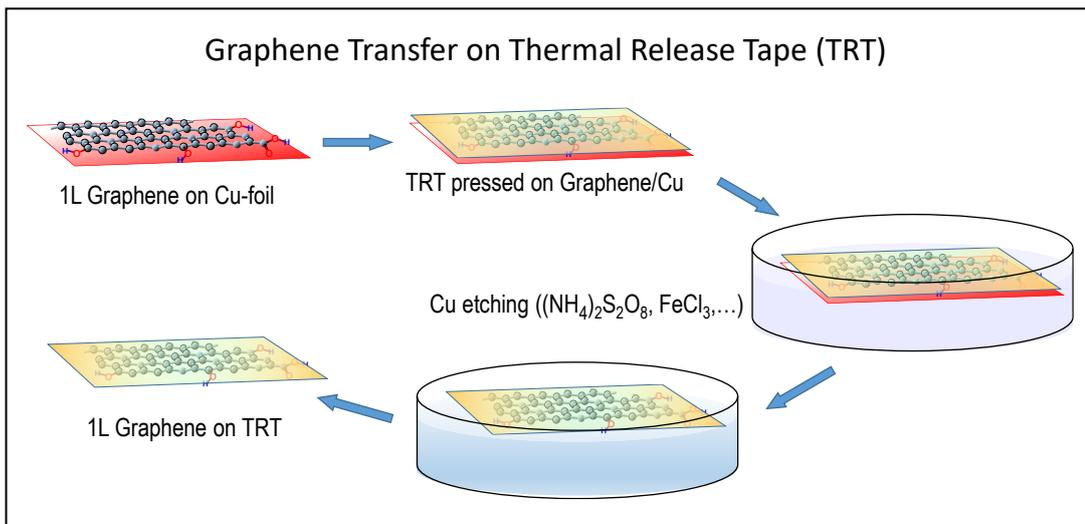 Graphene Transfer on Thermal Release Tape (TRT)
1L Graphene on Cu-foil
TRT pressed on Graphene/Cu
Cu etching ((NH₄)₂S₂O₈, FeCl₃,…)
1L Graphene on TRT